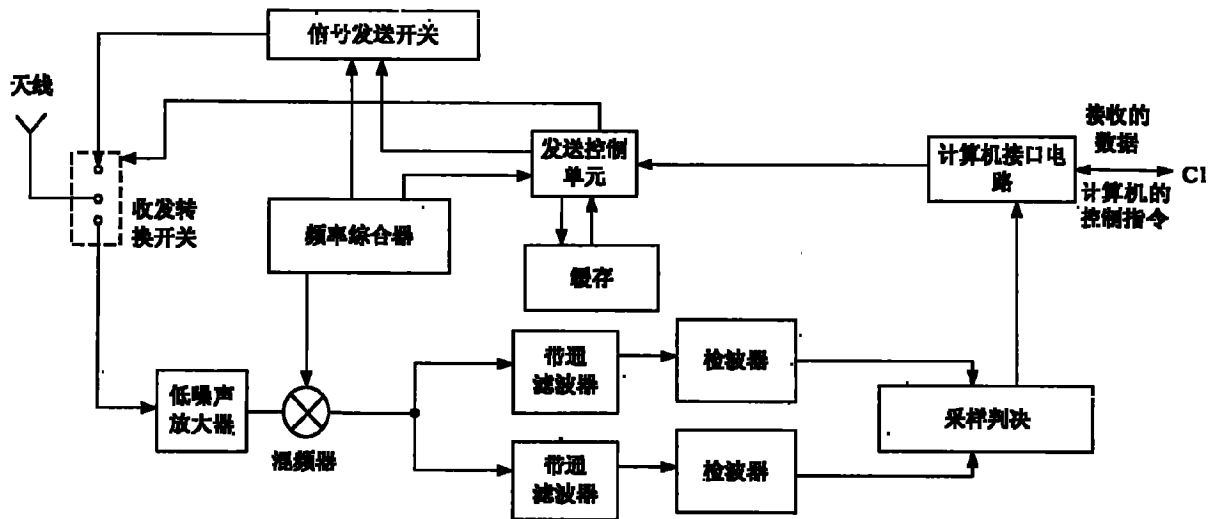 信号发送开关
天线
收发转
换开关
发送控制
单元
频率综合器
缓存
计算机接口电
路
接收的
数据
计算机的
控制指令
C1
低噪声
放大器
混频器
带通
滤波器
检波器
带通
滤波器
检波器
采样判决